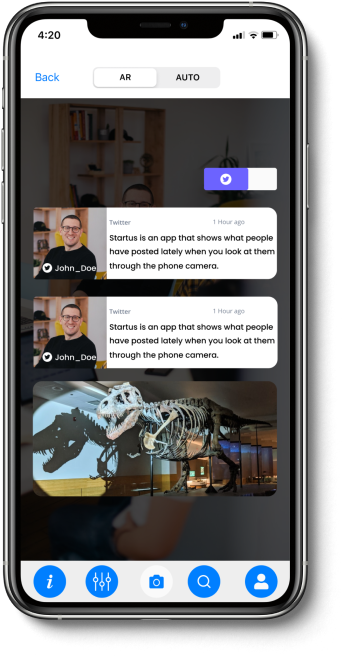 4:20
Back
AR
AUTO
Twitter
1 Hour ago
Startus is an app that shows what people
have posted lately when you look at them
through the phone camera.
John_Doe
Twitter
1 Hour ago
Startus is an app that shows what people
have posted lately when you look at them
through the phone camera.
John_Doe
i